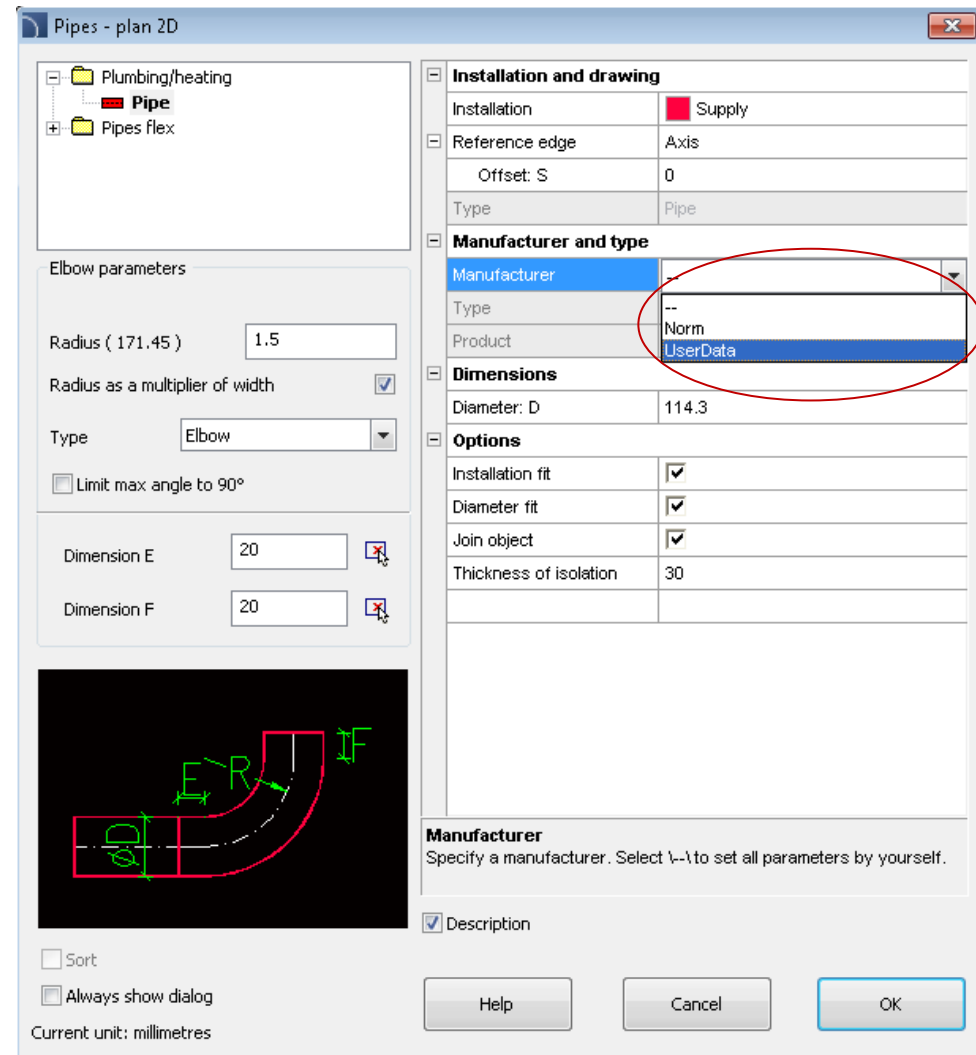 Pipes - plan 2D
Plumbing/heating
Pipe
Pipes flex
Elbow parameters
Radius ( 171.45 ) 1.5
Radius as a multiplier of width
Type Elbow
Limit max angle to 90°
Dimension E 20
Dimension F 20
E R F
ØD
Sort
Always show dialog
Current unit: millimetres
Installation and drawing
Installation Supply
Reference edge Axis
Offset: S 0
Type Pipe
Manufacturer and type
Manufacturer --
Type --
Norm
Product UserData
Dimensions
Diameter: D 114.3
Options
Installation fit
Diameter fit
Join object
Thickness of isolation 30
Manufacturer
Specify a manufacturer. Select \--\ to set all parameters by yourself.
Description
Help Cancel OK